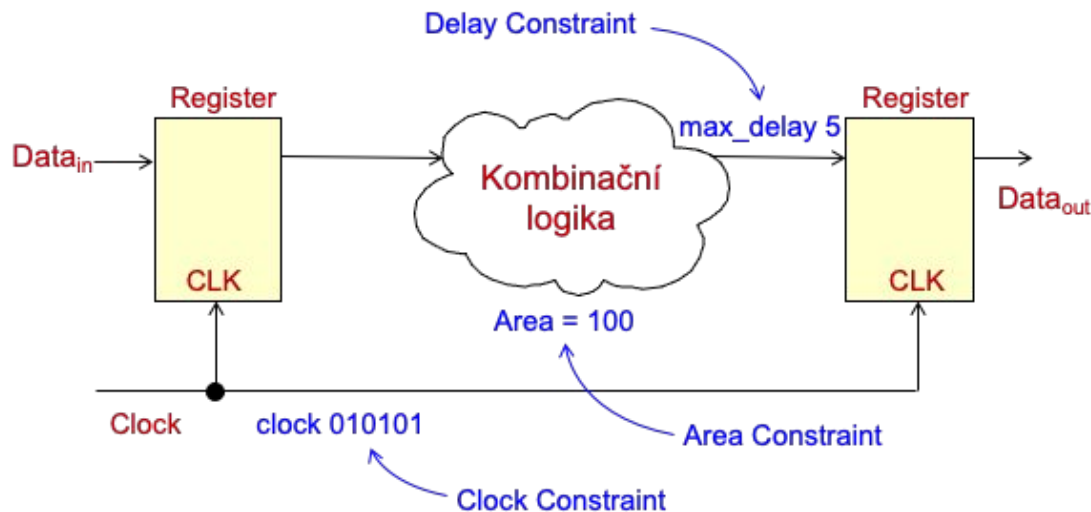 Delay Constraint
Register
Register
max_delay 5
Data_in
Kombinační
logika
Data_out
CLK
CLK
Area = 100
Clock
clock 010101
Area Constraint
Clock Constraint